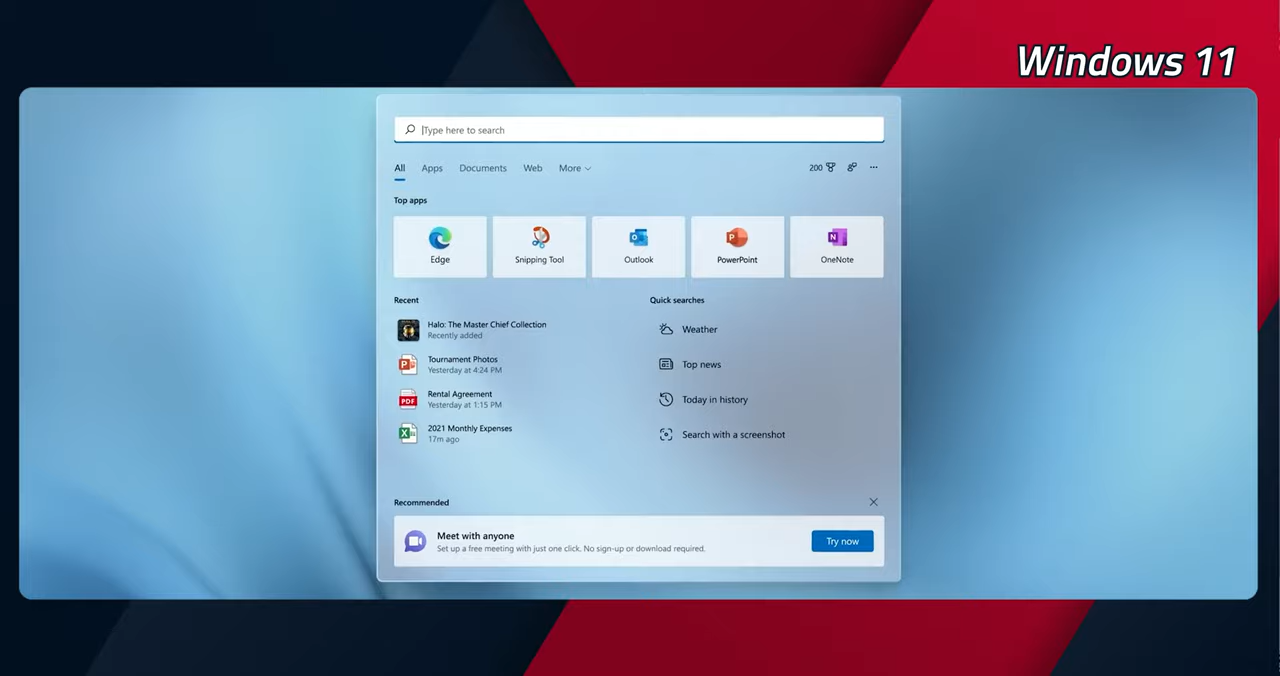 Windows 11
Type here to search
All Apps Documents Web More 200
Top apps
Edge Snipping Tool Outlook PowerPoint OneNote
Recent
Halo: The Master Chief Collection
Recently added
Tournament Photos
Yesterday at 4:24 PM
Rental Agreement
Yesterday at 1:15 PM
2021 Monthly Expenses
17m ago
Quick searches
Weather
Top news
Today in history
Search with a screenshot
Recommended
Meet with anyone
Set up a free meeting with just one click. No sign-up or download required.
Try now